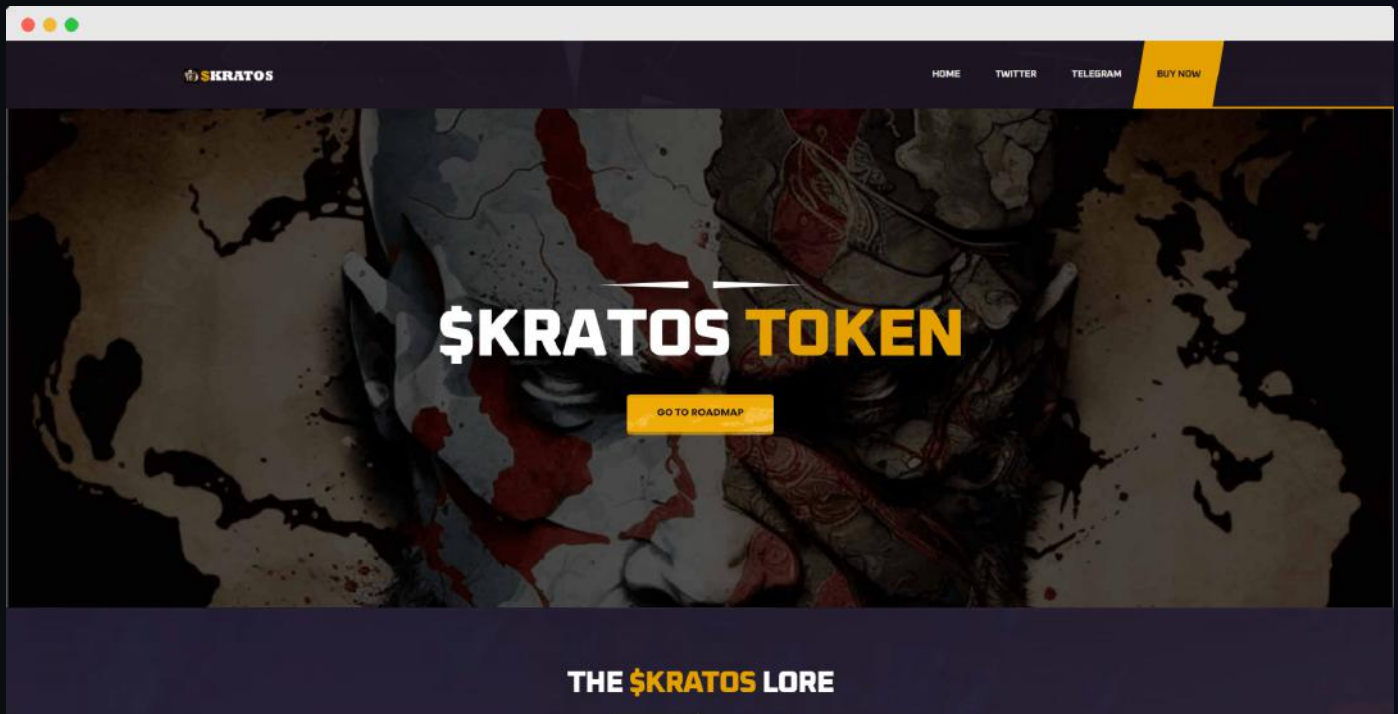 $KRATOS
HOME TWITTER TELEGRAM BUY NOW
$KRATOS TOKEN
GO TO ROADMAP
THE $KRATOS LORE